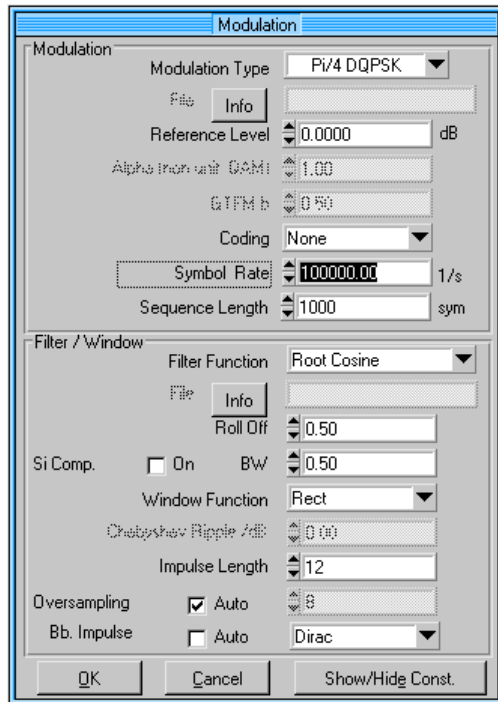 Modulation
Modulation
Modulation Type Pi/4 DQPSK
File Info
Reference Level 0.0000 dB
Alpha (non unit QAM) 1.00
GTFM b 0.50
Coding None
Symbol Rate 100000.00 1/s
Sequence Length 1000 sym
Filter / Window
Filter Function Root Cosine
File Info
Roll Off 0.50
Si Comp. On BW 0.50
Window Function Rect
Chebyshev Ripple /dB 0.00
Impulse Length 12
Oversampling Auto 8
Bb. Impulse Auto Dirac
OK Cancel Show/Hide Const.